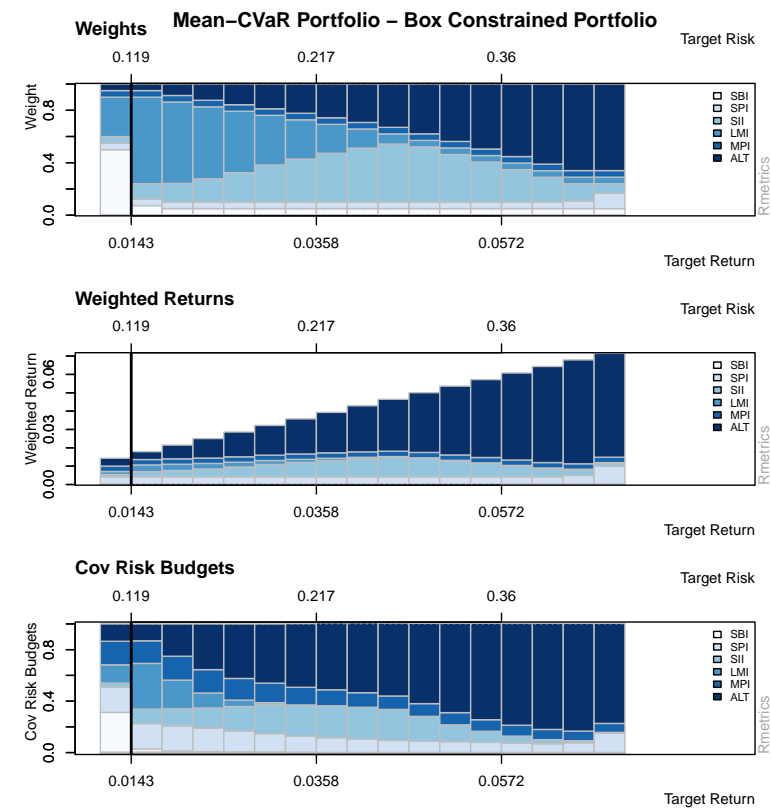 Mean−CVaR Portfolio − Box Constrained Portfolio
Weights
Target Risk
0.119 0.217 0.36
Weight
0.0 0.4 0.8
SBI
SPI
SII
LMI
MPI
ALT
Rmetrics
0.0143 0.0358 0.0572
Target Return
Weighted Returns
Target Risk
0.119 0.217 0.36
Weighted Return
0.00 0.03 0.06
SBI
SPI
SII
LMI
MPI
ALT
Rmetrics
0.0143 0.0358 0.0572
Target Return
Cov Risk Budgets
Target Risk
0.119 0.217 0.36
Cov Risk Budgets
0.0 0.4 0.8
SBI
SPI
SII
LMI
MPI
ALT
Rmetrics
0.0143 0.0358 0.0572
Target Return